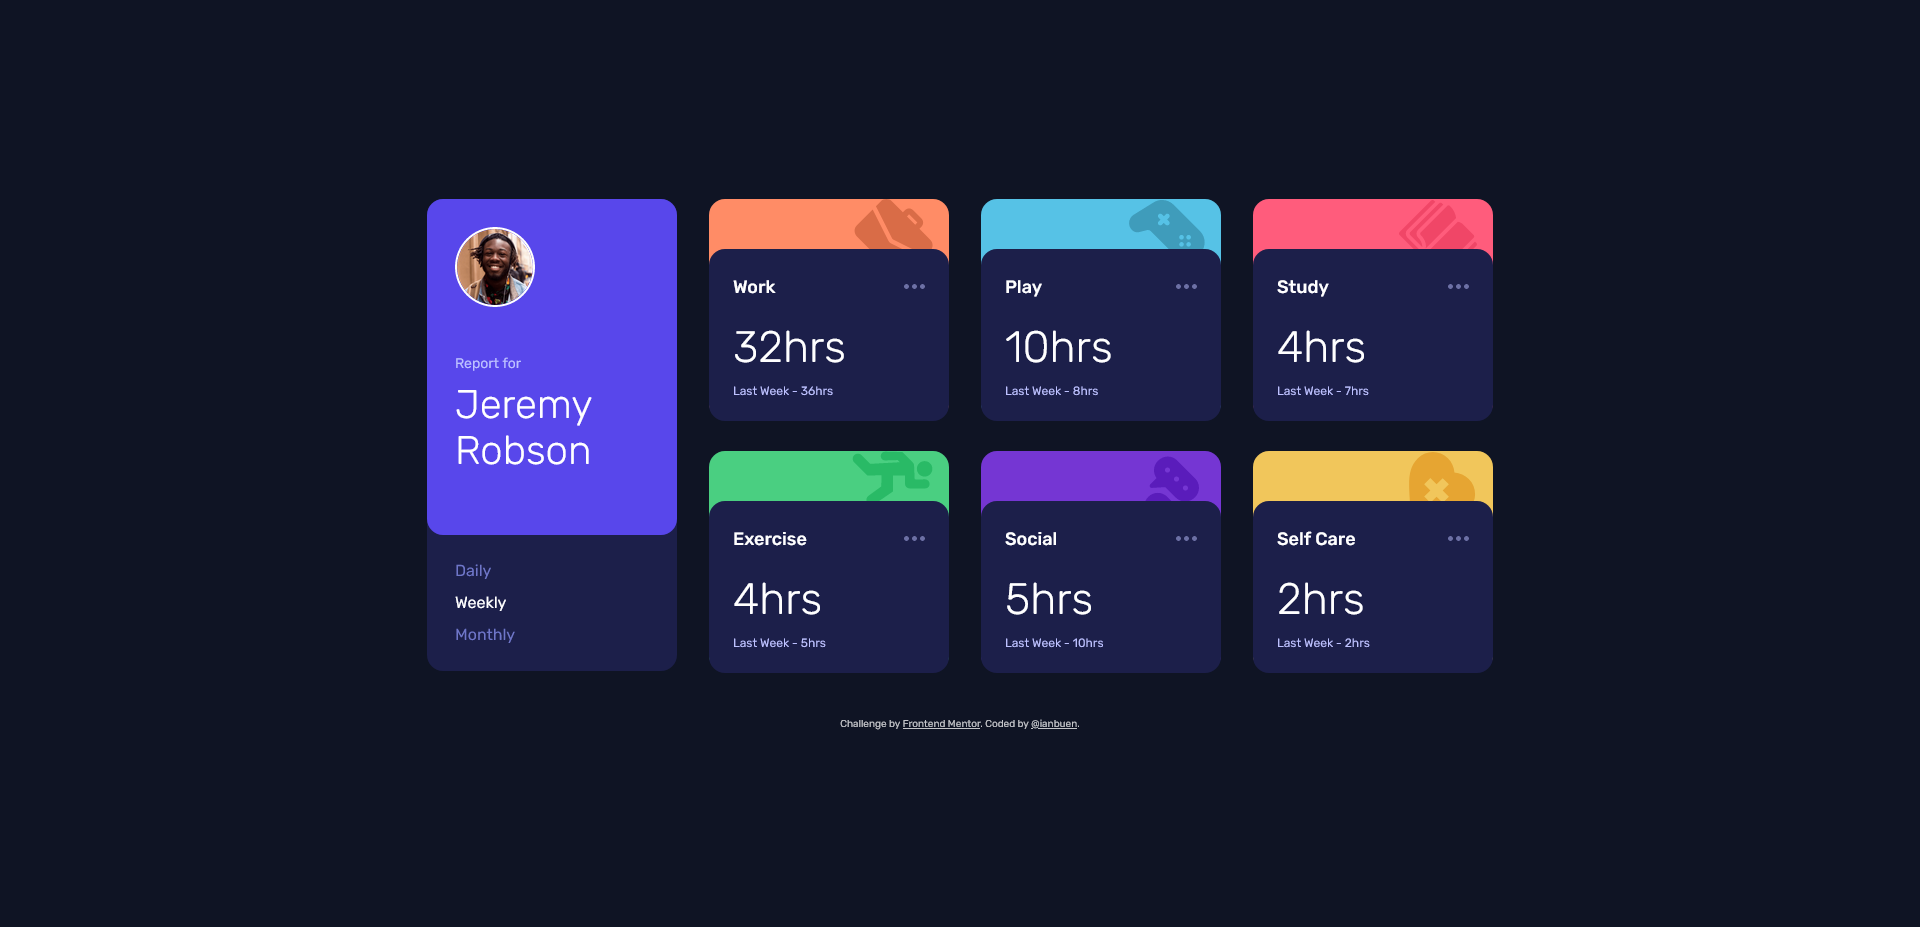 Report for
Jeremy
Robson
Daily
Weekly
Monthly
Work
32hrs
Last Week - 36hrs
Play
10hrs
Last Week - 8hrs
Study
4hrs
Last Week - 7hrs
Exercise
4hrs
Last Week - 5hrs
Social
5hrs
Last Week - 10hrs
Self Care
2hrs
Last Week - 2hrs
Challenge by Frontend Mentor. Coded by @ianbuen.